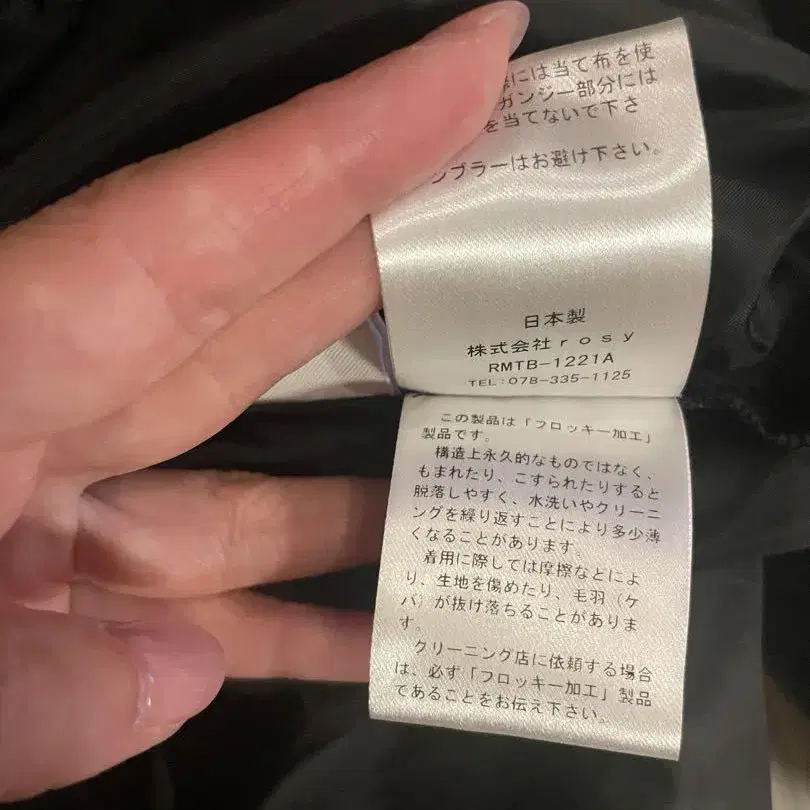 には当て布を使
ガンジー部分には
を当てないで下さ
ンブラーはお避け下さい。
日本製
株式会社rosy
RMTB-1221A
TEL:078-335-1125
この製品は「フロッキー加工」
製品です。
構造上永久的なものではなく、
もまれたり、こすられたりすると
脱落しやすく、水洗いやクリーニ
ングを繰り返すことにより多少薄
くなることがあります。
着用に際しては摩擦などによ
り、生地を傷めたり、毛羽(ケ
バ)が抜け落ちることがありま
す。
クリーニング店に依頼する場合
は、必ず「フロッキー加工」製品
であることをお伝え下さい。